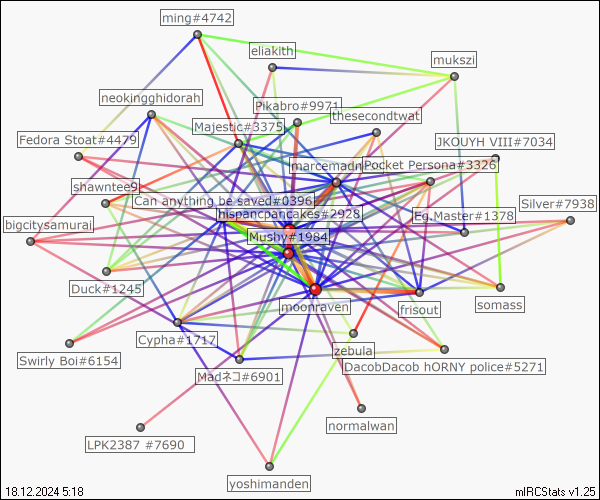 ming#4742
eliakith
mukszi
neokingghidorah
Pikabro#9971
thesecondtwat
Majestic#3375
Fedora Stoat#4479
JKOUYH VIII#7034
marcemadn
Pocket Persona#3326
shawntee9
Can anything be saved#0396
Silver#7938
hispancpancakes#2928
Eg.Master#1378
bigcitysamurai
Mushy#1984
Duck#1245
moonraven
frisout
somass
Cypha#1717
zebula
Swirly Boi#6154
DacobDacob hORNY police#5271
Madネコ#6901
normalwan
LPK2387 #7690
yoshimanden
18.12.2024 5:18
mIRCStats v1.25